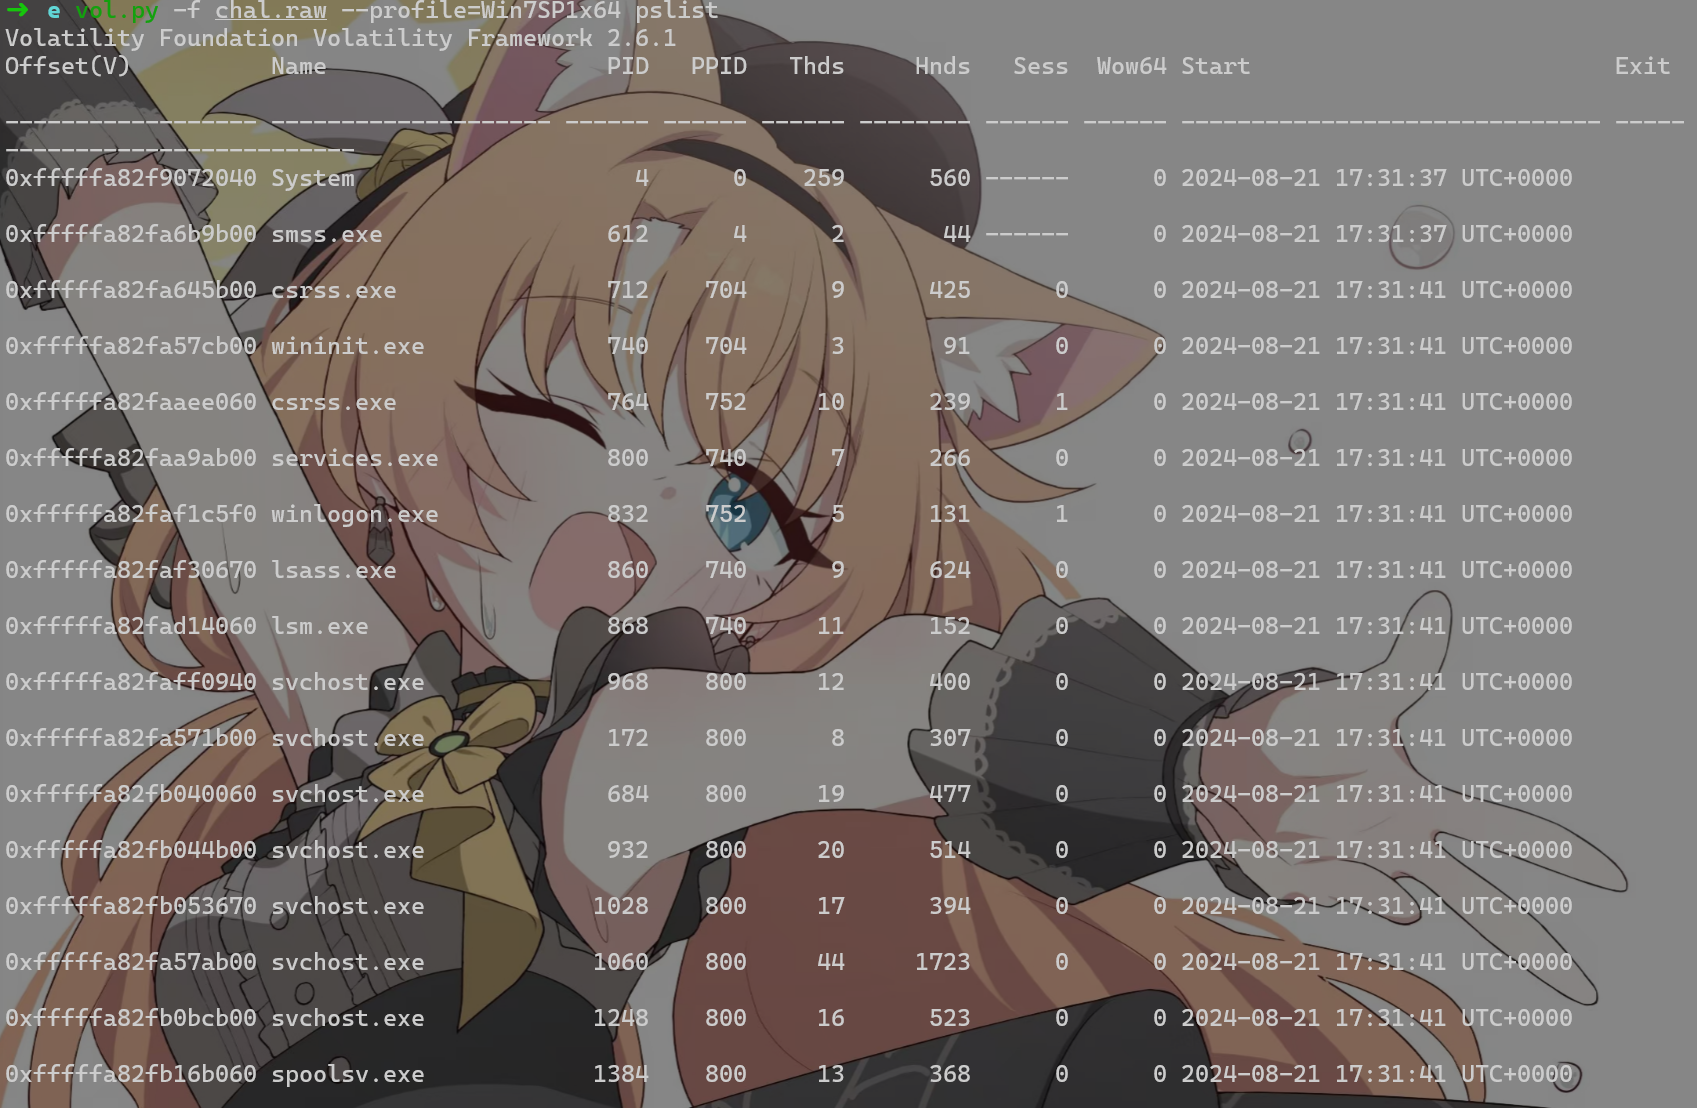 ➜ e vol.py -f chal.raw --profile=Win7SP1x64 pslist
Volatility Foundation Volatility Framework 2.6.1
Offset(V)          Name                    PID   PPID   Thds     Hnds   Sess  Wow64 Start                          Exit
------------------ -------------------- ------ ------ ------ -------- ------ ------ ------------------------------ -----
-------------------------
0xfffffa82f9072040 System                    4      0    259      560 ------      0 2024-08-21 17:31:37 UTC+0000
0xfffffa82fa6b9b00 smss.exe                612      4      2       44 ------      0 2024-08-21 17:31:37 UTC+0000
0xfffffa82fa645b00 csrss.exe               712    704      9      425      0      0 2024-08-21 17:31:41 UTC+0000
0xfffffa82fa57cb00 wininit.exe             740    704      3       91      0      0 2024-08-21 17:31:41 UTC+0000
0xfffffa82faaee060 csrss.exe               764    752     10      239      1      0 2024-08-21 17:31:41 UTC+0000
0xfffffa82faa9ab00 services.exe            800    740      7      266      0      0 2024-08-21 17:31:41 UTC+0000
0xfffffa82faf1c5f0 winlogon.exe            832    752      5      131      1      0 2024-08-21 17:31:41 UTC+0000
0xfffffa82faf30670 lsass.exe               860    740      9      624      0      0 2024-08-21 17:31:41 UTC+0000
0xfffffa82fad14060 lsm.exe                 868    740     11      152      0      0 2024-08-21 17:31:41 UTC+0000
0xfffffa82faff0940 svchost.exe             968    800     12      400      0      0 2024-08-21 17:31:41 UTC+0000
0xfffffa82fa571b00 svchost.exe             172    800      8      307      0      0 2024-08-21 17:31:41 UTC+0000
0xfffffa82fb040060 svchost.exe             684    800     19      477      0      0 2024-08-21 17:31:41 UTC+0000
0xfffffa82fb044b00 svchost.exe             932    800     20      514      0      0 2024-08-21 17:31:41 UTC+0000
0xfffffa82fb053670 svchost.exe            1028    800     17      394      0      0 2024-08-21 17:31:41 UTC+0000
0xfffffa82fa57ab00 svchost.exe            1060    800     44     1723      0      0 2024-08-21 17:31:41 UTC+0000
0xfffffa82fb0bcb00 svchost.exe            1248    800     16      523      0      0 2024-08-21 17:31:41 UTC+0000
0xfffffa82fb16b060 spoolsv.exe            1384    800     13      368      0      0 2024-08-21 17:31:41 UTC+0000